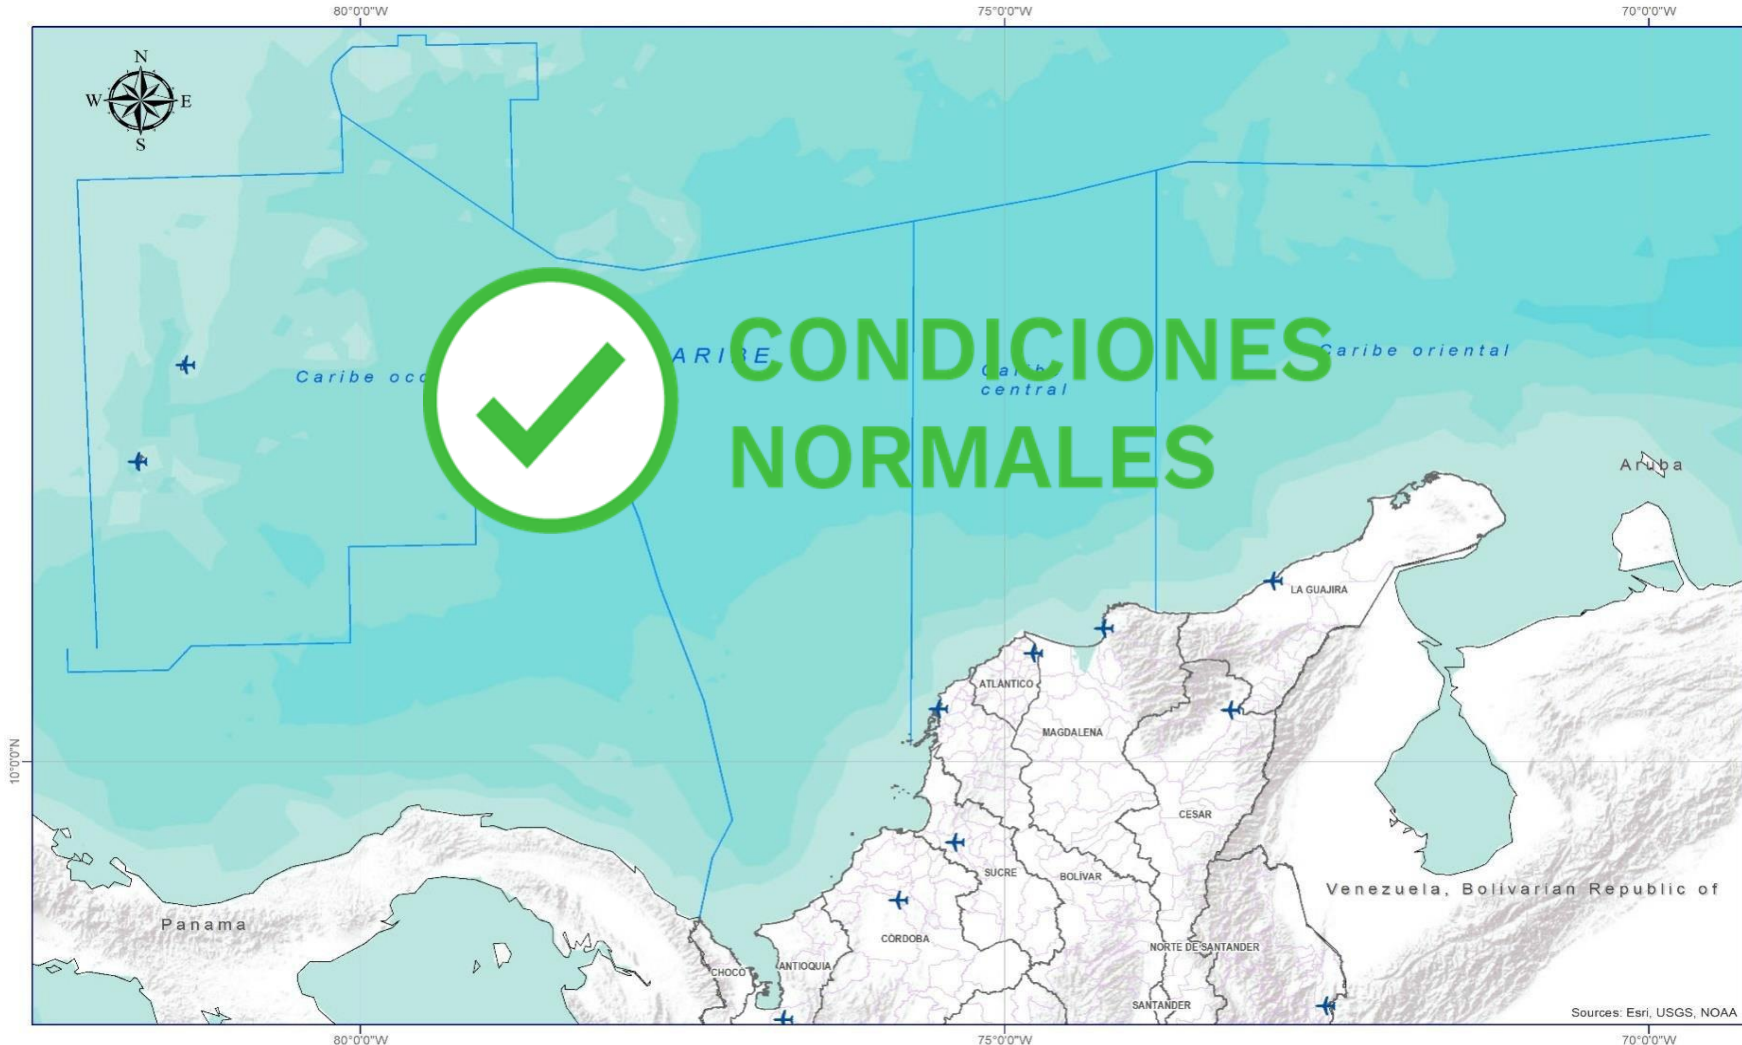 80°0'0"W 75°0'0"W 70°0'0"W
N
W E
S
CONDICIONES
NORMALES
ARIBE
Caribe occ
Caribe
central
Caribe oriental
Aruba
LA GUAJIRA
ATLÁNTICO
MAGDALENA
10°0'0"N
CESAR
SUCRE
BOLÍVAR
Venezuela, Bolivarian Republic of
Panama
CÓRDOBA
NORTE DE SANTANDER
CHOCÓ
ANTIOQUIA
SANTANDER
Sources: Esri, USGS, NOAA
80°0'0"W 75°0'0"W 70°0'0"W